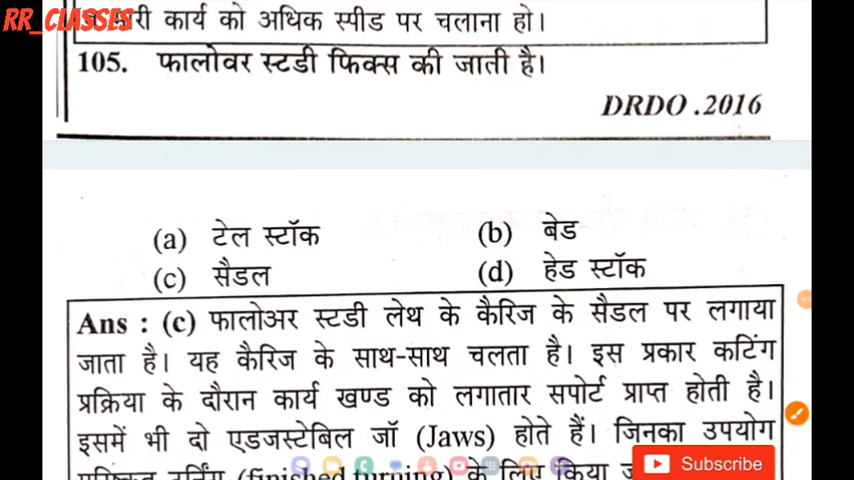 RR_CLASSES
कार्य को अधिक स्पीड पर चलाना हो।
105. फालोवर स्टडी फिक्स की जाती है।
DRDO .2016
(a) टेल स्टॉक (b) बेड
(c) सैडल (d) हेड स्टॉक
Ans : (c) फालोअर स्टडी लेथ के कैरिज के सैडल पर लगाया
जाता है। यह कैरिज के साथ-साथ चलता है। इस प्रकार कटिंग
प्रक्रिया के दौरान कार्य खण्ड को लगातार सपोर्ट प्राप्त होती है।
इसमें भी दो एडजस्टेबिल जॉ (Jaws) होते हैं। जिनका उपयोग
टर्निंग (finished turning) के लिए किया
Subscribe